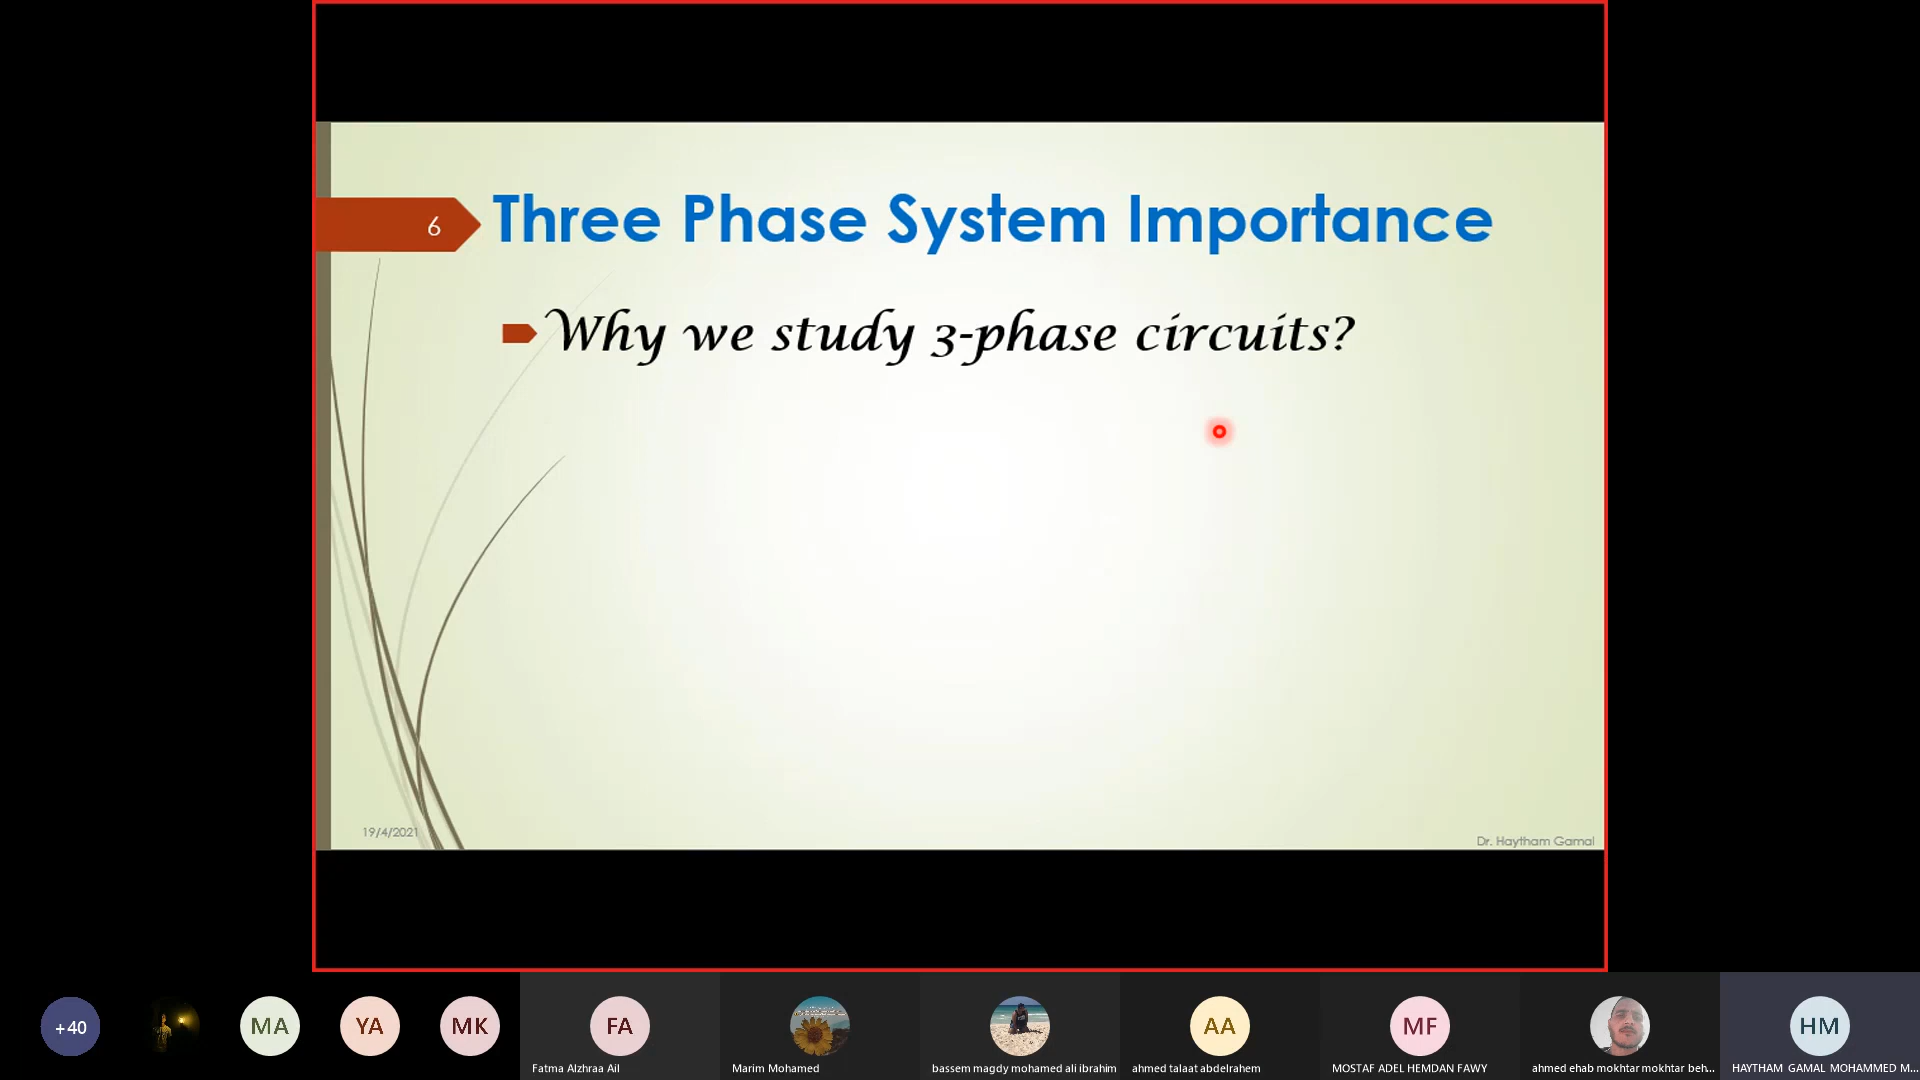 6
Three Phase System Importance
Why we study 3-phase circuits?
19/4/2021
Dr. Haytham Gamal
+40
MA
YA
MK
FA
AA
MF
HM
Fatma Alzhraa Ail
Marim Mohamed
bassem magdy mohamed ali ibrahim
ahmed talaat abdelrahem
MOSTAF ADEL HEMDAN FAWY
ahmed ehab mokhtar mokhtar beh...
HAYTHAM GAMAL MOHAMMED M...